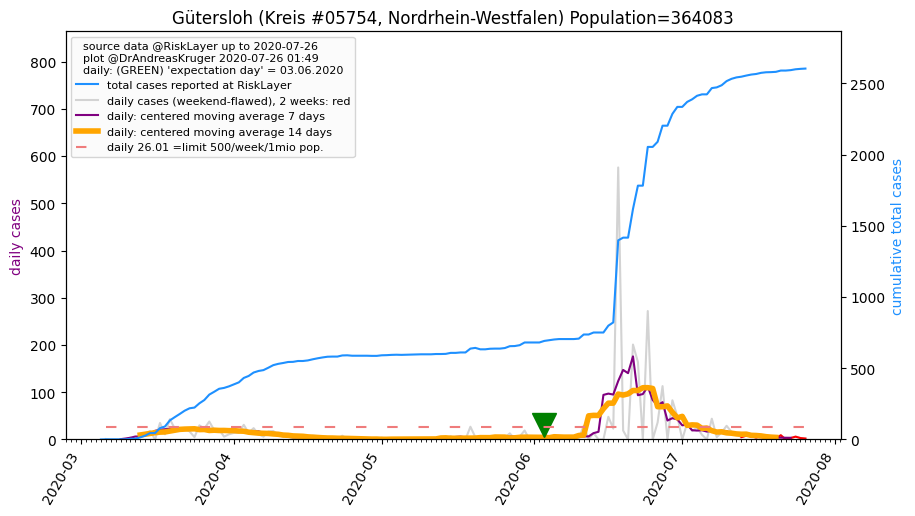 Gütersloh (Kreis #05754, Nordrhein-Westfalen) Population=364083
source data @RiskLayer up to 2020-07-26
plot @DrAndreasKruger 2020-07-26 01:49
daily: (GREEN) 'expectation day' = 03.06.2020
total cases reported at RiskLayer
daily cases (weekend-flawed), 2 weeks: red
daily: centered moving average 7 days
daily: centered moving average 14 days
daily 26.01 =limit 500/week/1mio pop.
daily cases
800
700
600
500
400
300
200
100
0
cumulative total cases
2500
2000
1500
1000
500
0
2020-03
2020-04
2020-05
2020-06
2020-07
2020-08